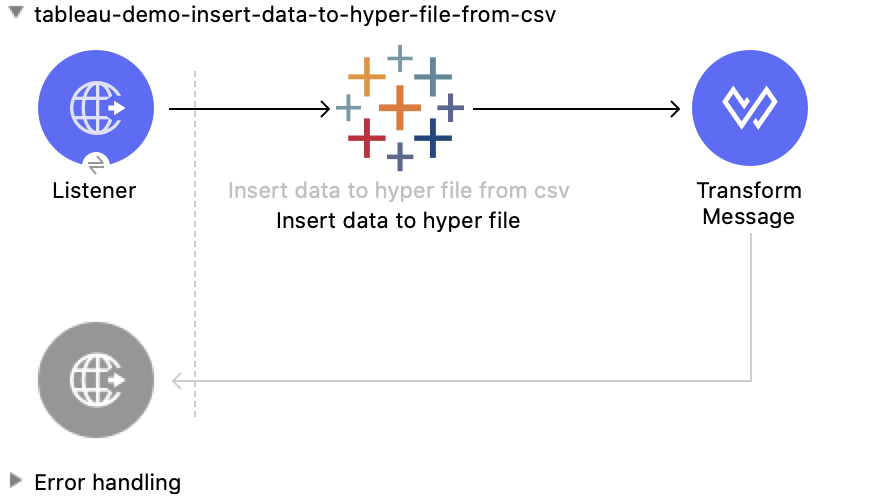 tableau-demo-insert-data-to-hyper-file-from-csv
Listener
Insert data to hyper file from csv
Insert data to hyper file
Transform
Message
Error handling